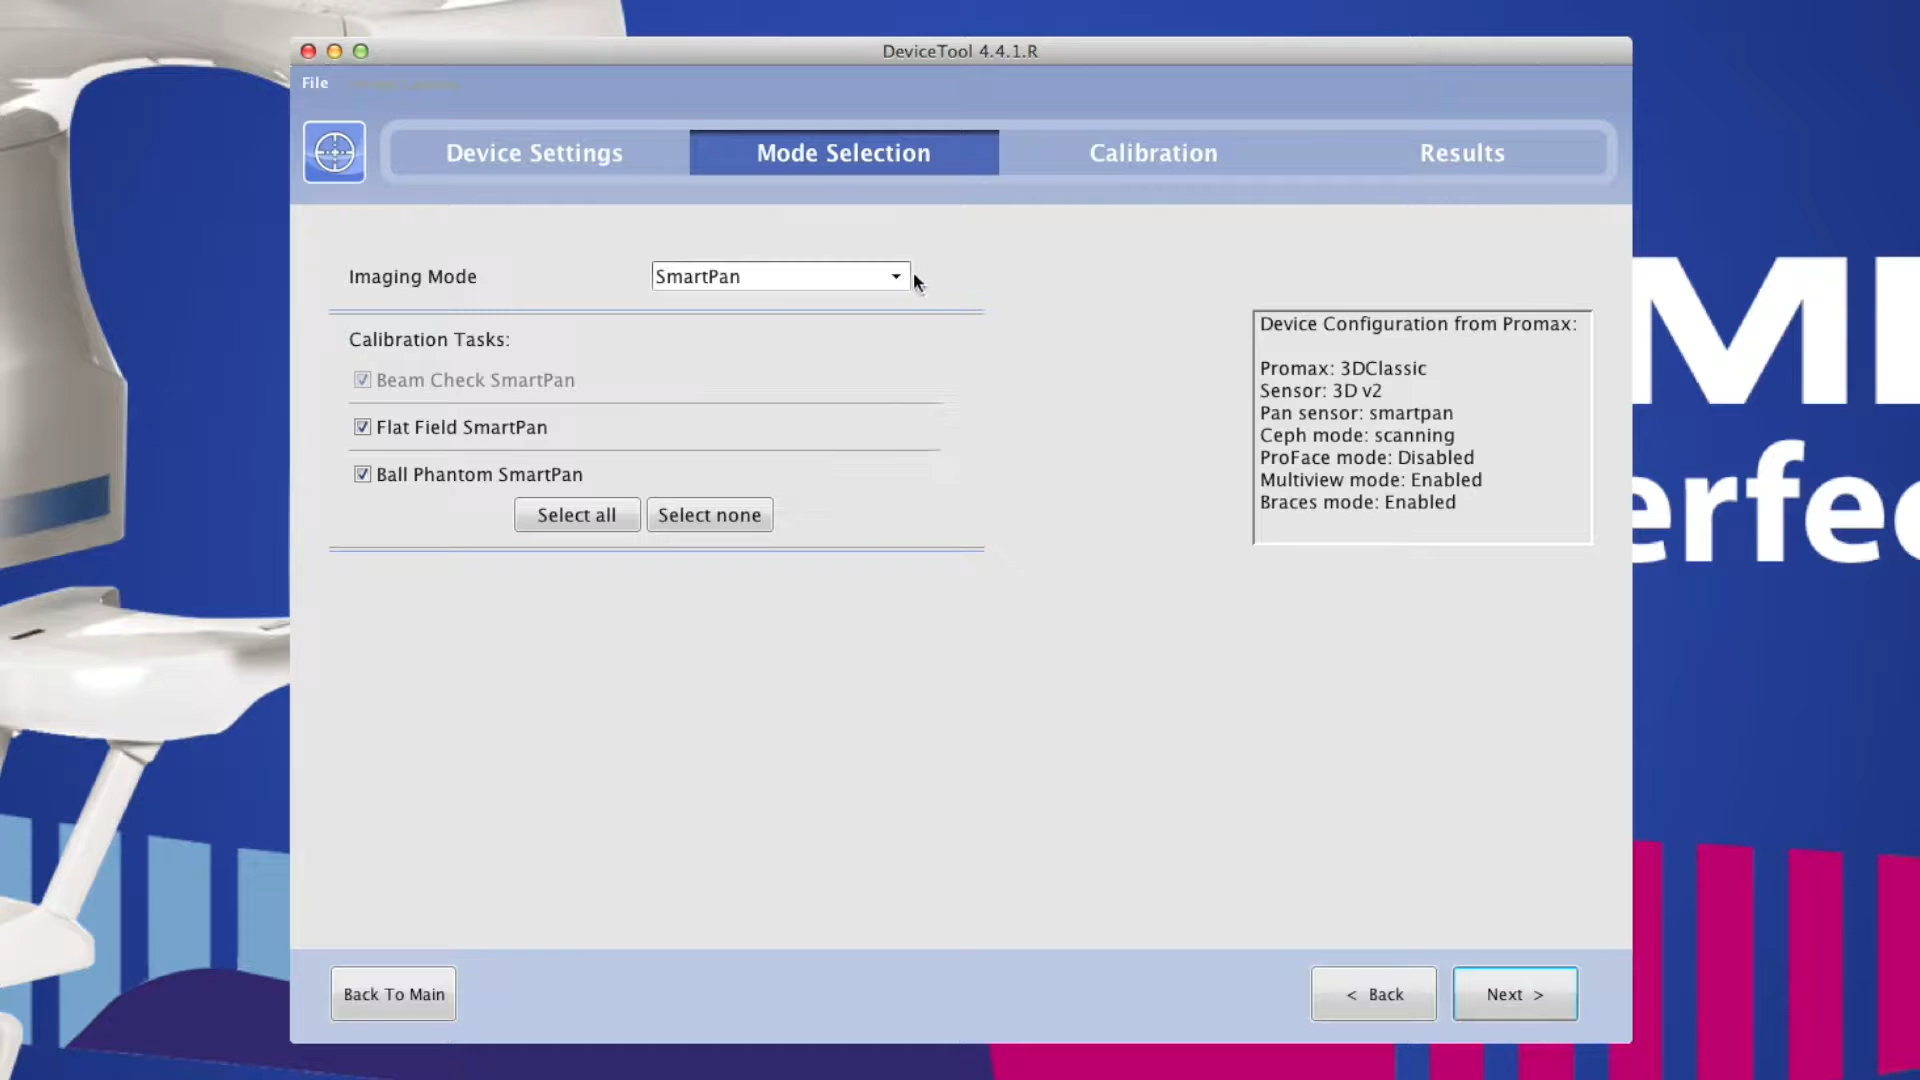 DeviceTool 4.4.1.R
File
Device Settings
Mode Selection
Calibration
Results
Imaging Mode
SmartPan
Calibration Tasks:
Beam Check SmartPan
Flat Field SmartPan
Ball Phantom SmartPan
Select all
Select none
Device Configuration from Promax:
Promax: 3DClassic
Sensor: 3D v2
Pan sensor: smartpan
Ceph mode: scanning
ProFace mode: Disabled
Multiview mode: Enabled
Braces mode: Enabled
Back To Main
< Back
Next >